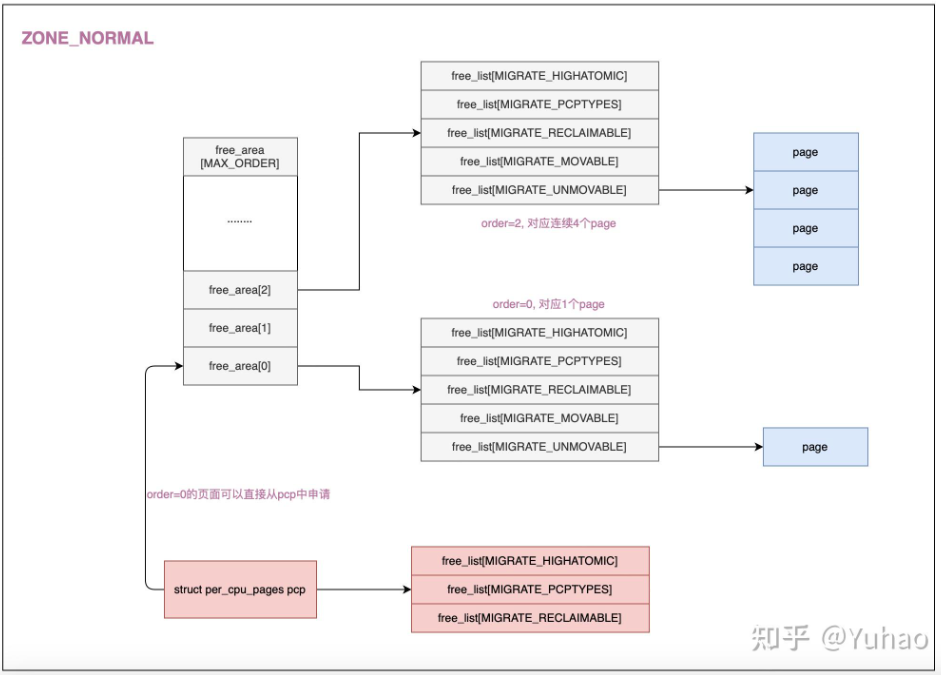 ZONE_NORMAL
free_list[MIGRATE_HIGHATOMIC]
free_list[MIGRATE_PCPTYPES]
free_list[MIGRATE_RECLAIMABLE]
free_list[MIGRATE_MOVABLE]
free_list[MIGRATE_UNMOVABLE]
order=2, 对应连续4个page
page
page
page
page
free_area
[MAX_ORDER]
........
free_area[2]
free_area[1]
free_area[0]
order=0, 对应1个page
free_list[MIGRATE_HIGHATOMIC]
free_list[MIGRATE_PCPTYPES]
free_list[MIGRATE_RECLAIMABLE]
free_list[MIGRATE_MOVABLE]
free_list[MIGRATE_UNMOVABLE]
page
order=0的页面可以直接从pcp中申请
struct per_cpu_pages pcp
free_list[MIGRATE_HIGHATOMIC]
free_list[MIGRATE_PCPTYPES]
free_list[MIGRATE_RECLAIMABLE]
知乎 @Yuhao